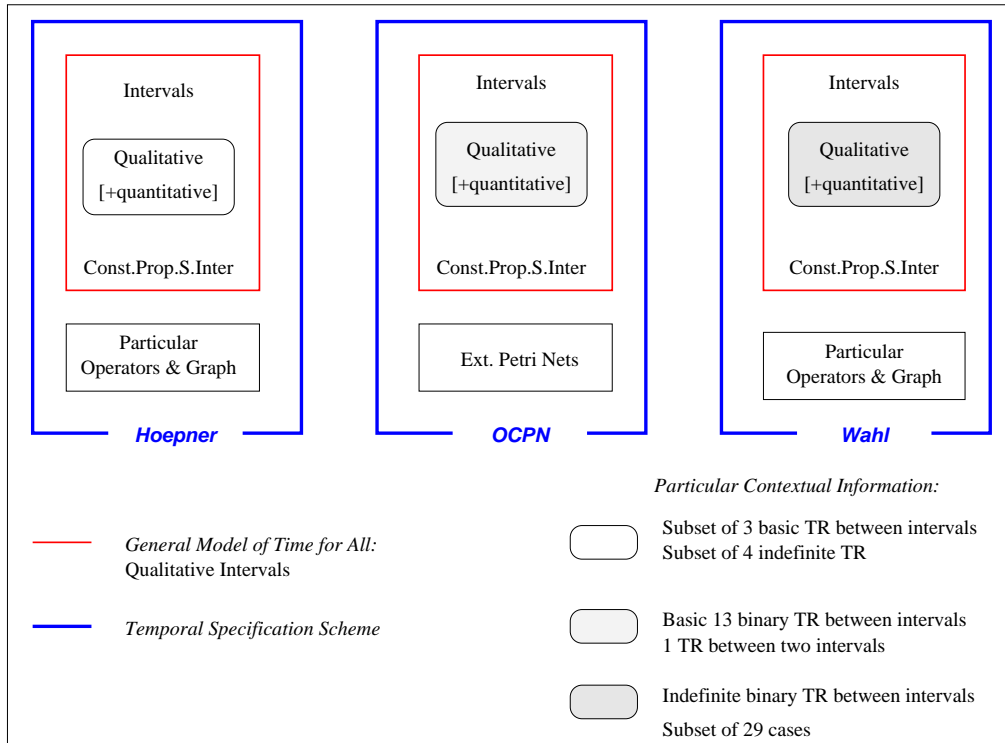 Intervals
Qualitative
[+quantitative]
Const.Prop.S.Inter
Particular
Operators & Graph
Hoepner
Intervals
Qualitative
[+quantitative]
Const.Prop.S.Inter
Ext. Petri Nets
OCPN
Intervals
Qualitative
[+quantitative]
Const.Prop.S.Inter
Particular
Operators & Graph
Wahl
General Model of Time for All:
Qualitative Intervals
Temporal Specification Scheme
Particular Contextual Information:
Subset of 3 basic TR between intervals
Subset of 4 indefinite TR
Basic 13 binary TR between intervals
1 TR between two intervals
Indefinite binary TR between intervals
Subset of 29 cases